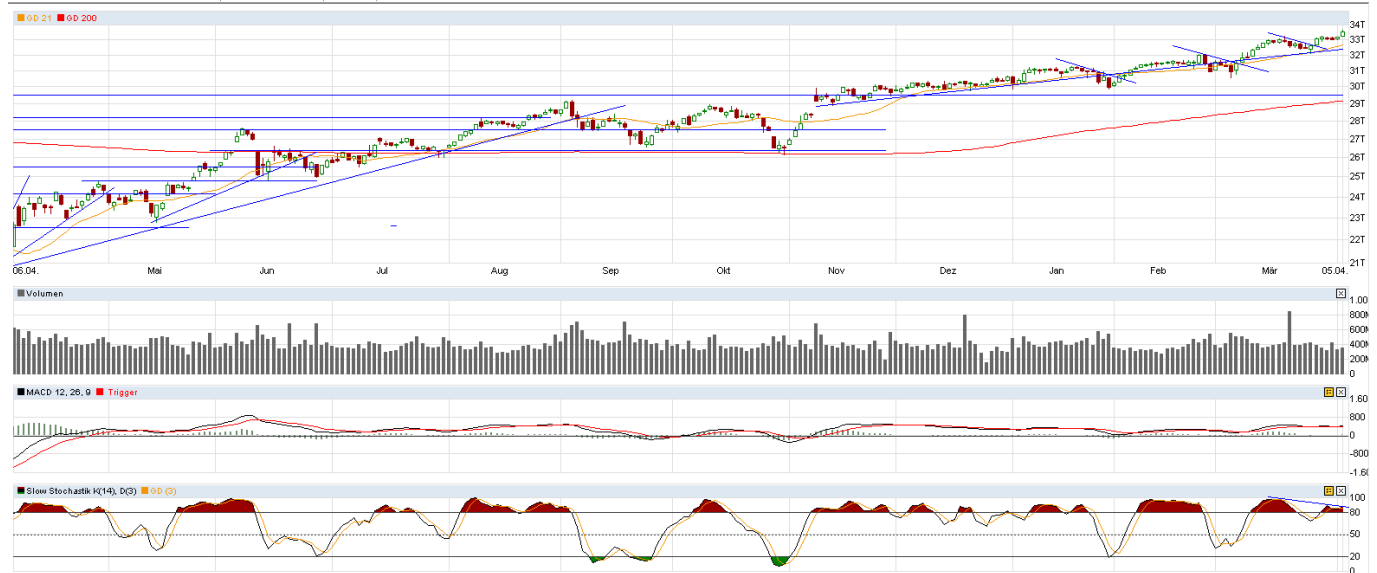 GD 21 GD 200
34T
33T
32T
31T
30T
29T
28T
27T
26T
25T
24T
23T
22T
21T
06.04. Mai Jun Jul Aug Sep Okt Nov Dez Jan Feb Mär 05.04.
Volumen
1.00
800M
600M
400M
200M
0
MACD 12, 26, 9 Trigger
1.60
800
0
-800
-1.60
Slow Stochastik K(14), D(3) GD (3)
100
80
50
20
0